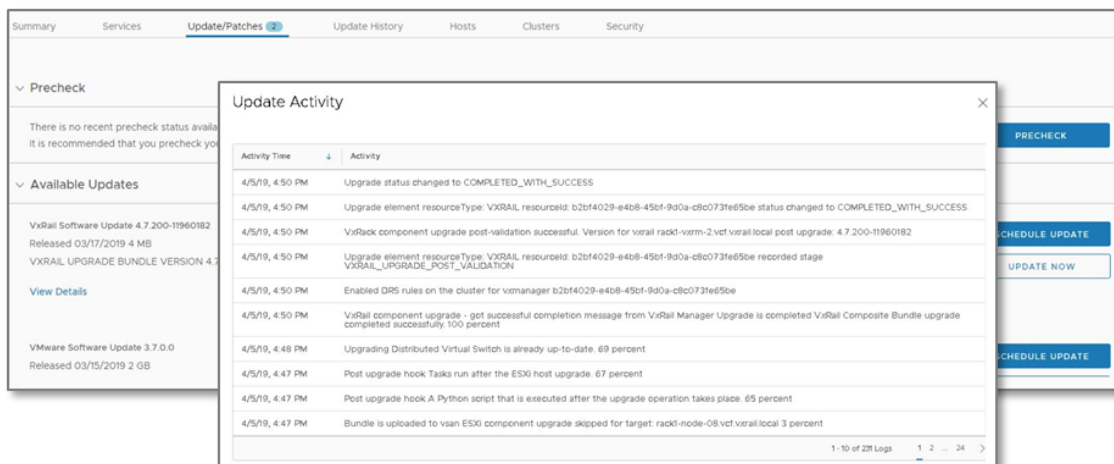 Summary Services Update/Patches 2 Update History Hosts Clusters Security
Precheck
There is no recent precheck status availa
It is recommended that you precheck you
PRECHECK
Available Updates
VxRail Software Update 4.7.200-11960182
Released 03/17/2019 4 MB
VXRAIL UPGRADE BUNDLE VERSION 4.7
View Details
SCHEDULE UPDATE
UPDATE NOW
VMware Software Update 3.7.0.0
Released 03/15/2019 2 GB
SCHEDULE UPDATE
Update Activity
Activity Time Activity
4/5/19, 4:50 PM Upgrade status changed to COMPLETED_WITH_SUCCESS
4/5/19, 4:50 PM Upgrade element resourceType: VXRAIL resourceId: b2bf4029-e4b8-45bf-9d0a-c8c073fe65be status changed to COMPLETED_WITH_SUCCESS
4/5/19, 4:50 PM VxRack component upgrade post-validation successful. Version for vxrail rack1-vxrm-2.vcf.vxrail.local post upgrade: 4.7.200-11960182
4/5/19, 4:50 PM Upgrade element resourceType: VXRAIL resourceId: b2bf4029-e4b8-45bf-9d0a-c8c073fe65be recorded stage
VXRAIL_UPGRADE_POST_VALIDATION
4/5/19, 4:50 PM Enabled DRS rules on the cluster for vxmanager b2bf4029-e4b8-45bf-9d0a-c8c073fe65be
4/5/19, 4:50 PM VxRail component upgrade - got successful completion message from VxRail Manager Upgrade is completed VxRail Composite Bundle upgrade
completed successfully. 100 percent
4/5/19, 4:48 PM Upgrading Distributed Virtual Switch is already up-to-date. 69 percent
4/5/19, 4:47 PM Post upgrade hook Tasks run after the ESXi host upgrade. 67 percent
4/5/19, 4:47 PM Post upgrade hook A Python script that is executed after the upgrade operation takes place. 65 percent
4/5/19, 4:47 PM Bundle is uploaded to vsan ESXi component upgrade skipped for target: rack1-node-08.vcf.vxrail.local 3 percent
1 - 10 of 231 Logs 1 2 ... 24